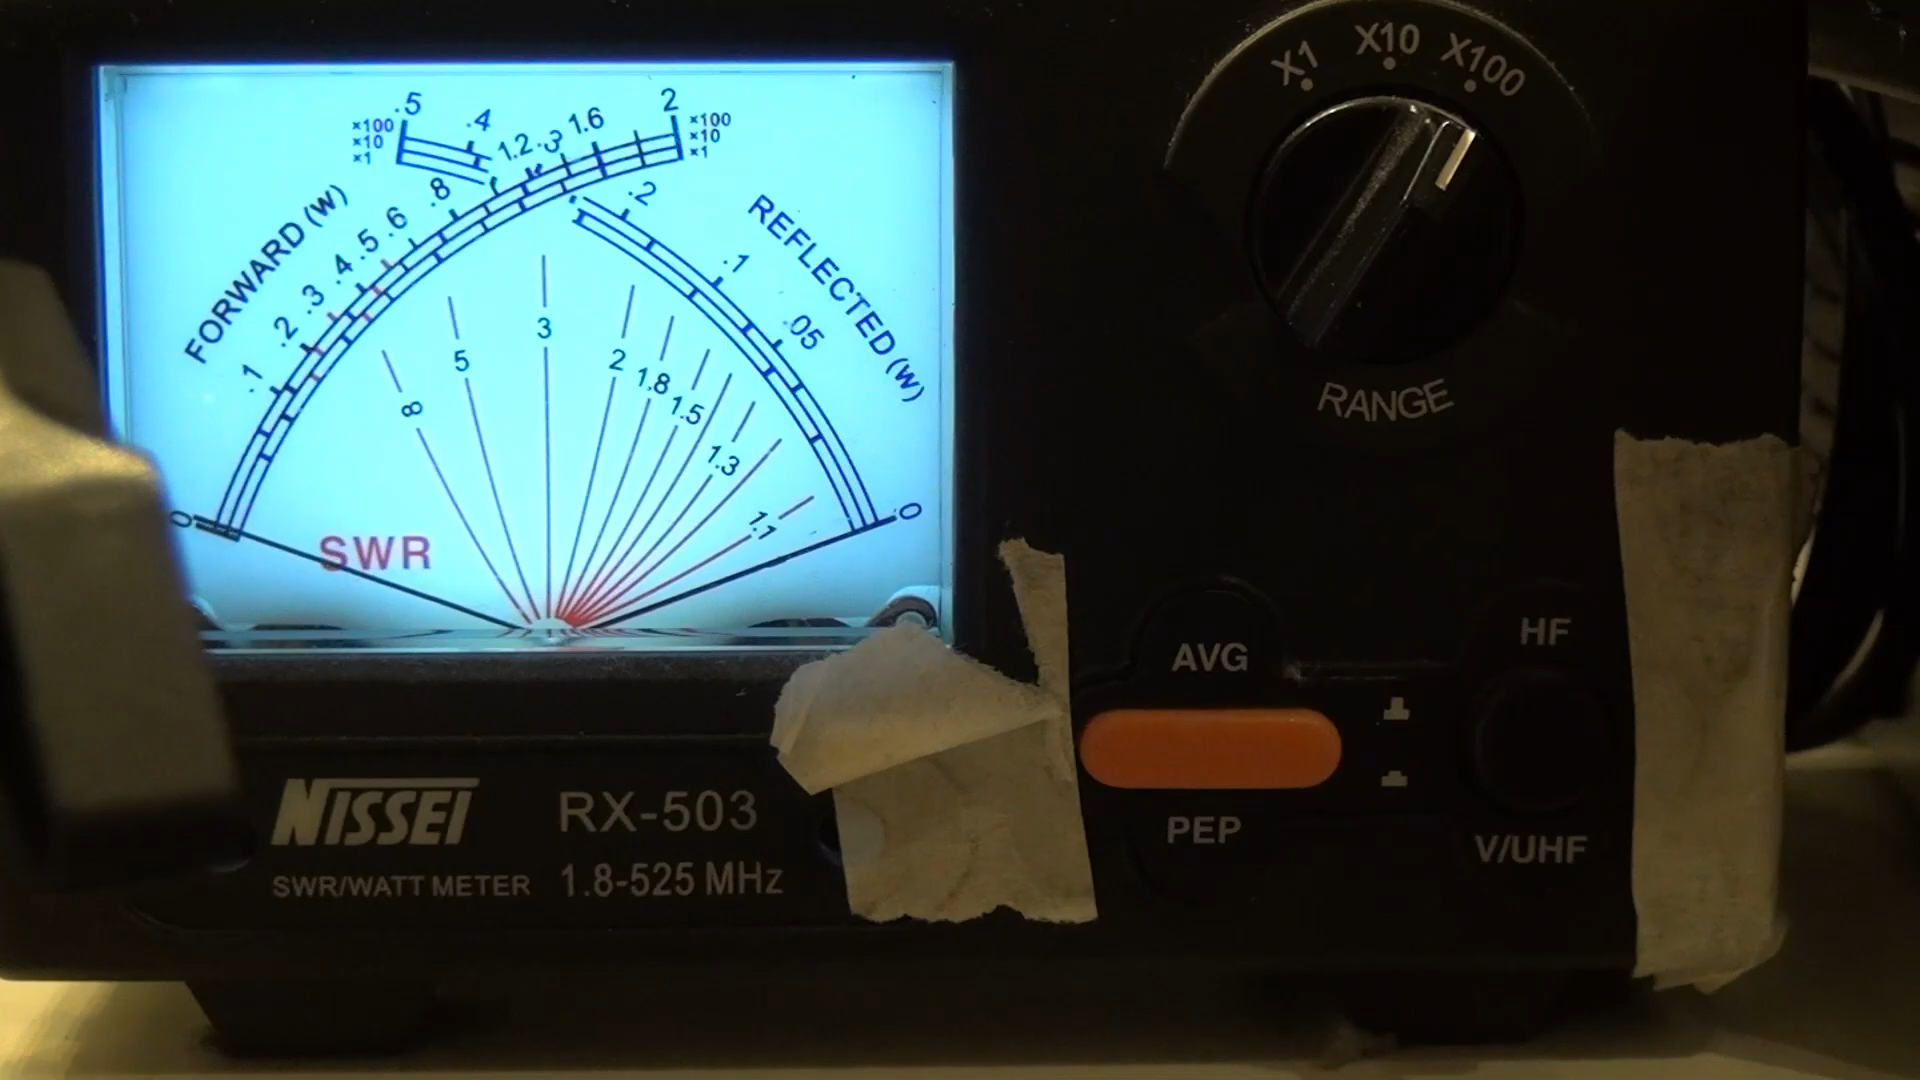 .5
.4
1.2
.3
1.6
2
×100
×10
×1
×100
×10
×1
FORWARD (W)
0
.1
.2
.3
.4
.5
.6
.8
REFLECTED (W)
.2
.1
.05
0
∞
5
3
2
1.8
1.5
1.3
1.1
SWR
X1
X10
X100
RANGE
AVG
PEP
HF
V/UHF
NISSEI
RX-503
SWR/WATT METER
1.8-525 MHz